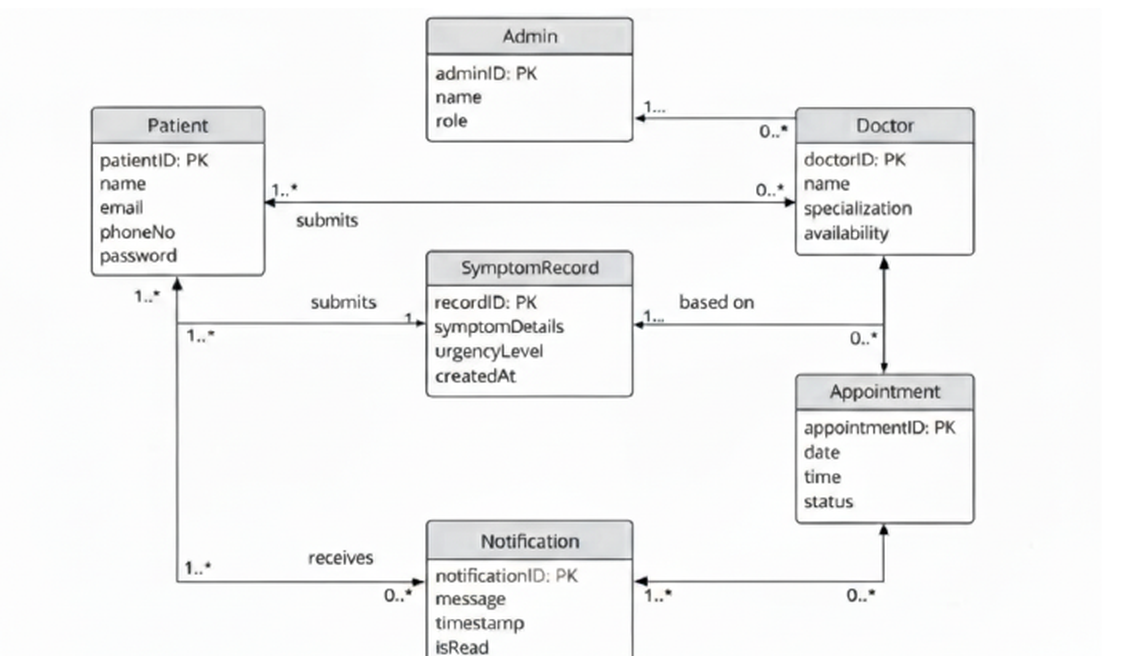 Admin
adminID: PK
name
role
1...
0..*
Patient
patientID: PK
name
email
phoneNo
password
Doctor
doctorID: PK
name
specialization
availability
1..*
0..*
submits
SymptomRecord
recordID: PK
symptomDetails
urgencyLevel
createdAt
1..*
submits
1..*
1
1...
based on
0..*
Appointment
appointmentID: PK
date
time
status
Notification
notificationID: PK
message
timestamp
isRead
1..*
receives
0..*
1..*
0..*